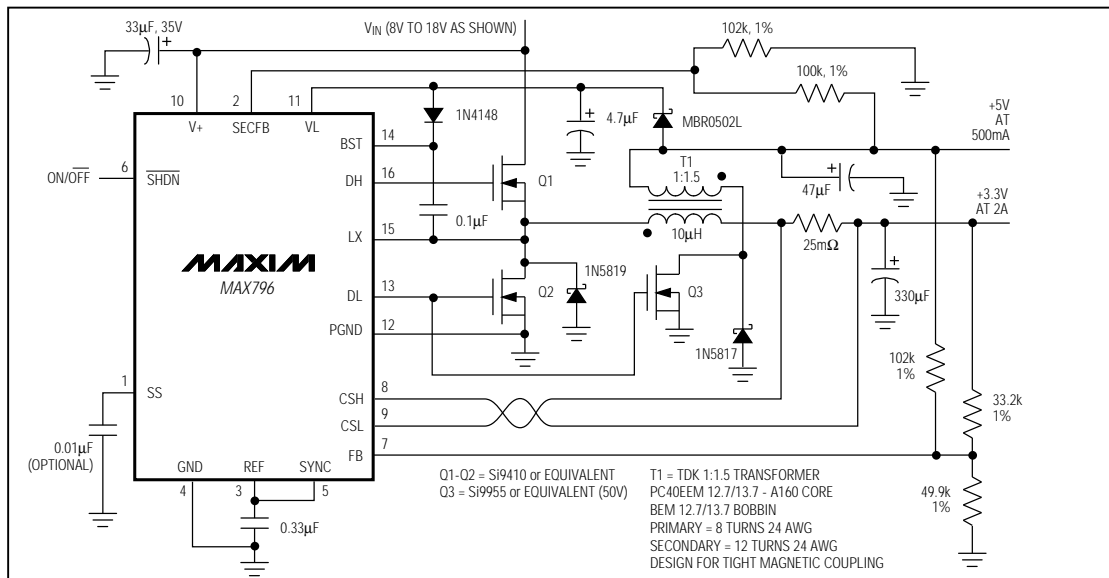 33μF, 35V
VIN (8V TO 18V AS SHOWN)
102k, 1%
100k, 1%
+5V
AT
500mA
10
2
11
V+
SECFB
VL
1N4148
4.7μF
MBR0502L
BST
14
ON/OFF
6
SHDN
DH
16
Q1
T1
1:1.5
47μF
+3.3V
AT 2A
0.1μF
LX
15
10μH
25mΩ
MAXIM
MAX796
1N5819
DL
13
Q2
Q3
330μF
PGND
12
1N5817
102k
1%
1
SS
CSH
8
33.2k
1%
CSL
9
0.01μF
(OPTIONAL)
FB
7
GND
REF
SYNC
4
3
5
0.33μF
49.9k
1%
Q1-Q2 = Si9410 or EQUIVALENT
Q3 = Si9955 or EQUIVALENT (50V)
T1 = TDK 1:1.5 TRANSFORMER
PC40EEM 12.7/13.7 - A160 CORE
BEM 12.7/13.7 BOBBIN
PRIMARY = 8 TURNS 24 AWG
SECONDARY = 12 TURNS 24 AWG
DESIGN FOR TIGHT MAGNETIC COUPLING